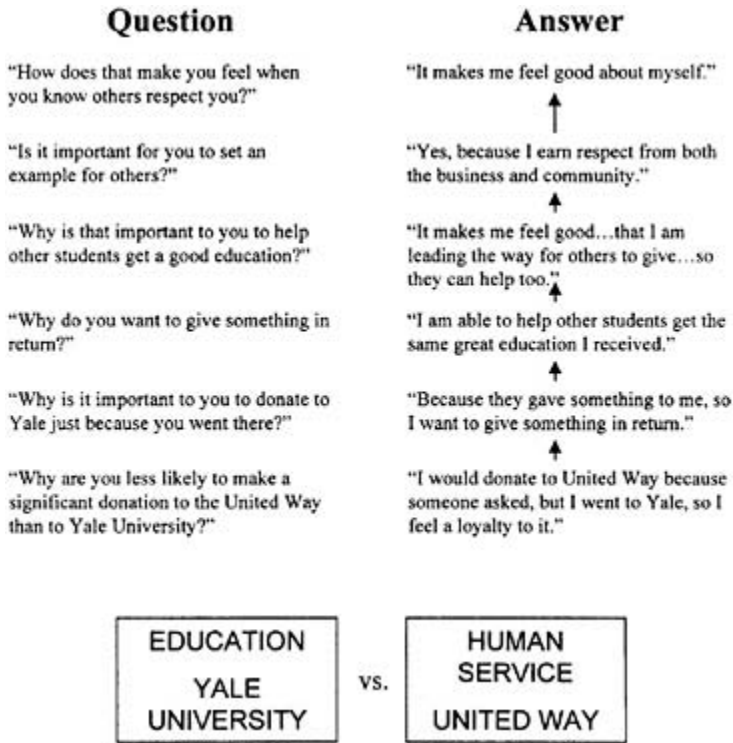 Question
Answer
“How does that make you feel when
you know others respect you?”
“It makes me feel good about myself.”
“Is it important for you to set an
example for others?”
“Yes, because I earn respect from both
the business and community.”
“Why is that important to you to help
other students get a good education?”
“It makes me feel good…that I am
leading the way for others to give…so
they can help too.”
“Why do you want to give something in
return?”
“I am able to help other students get the
same great education I received.”
“Why is it important to you to donate to
Yale just because you went there?”
“Because they gave something to me, so
I want to give something in return.”
“Why are you less likely to make a
significant donation to the United Way
than to Yale University?”
“I would donate to United Way because
someone asked, but I went to Yale, so I
feel a loyalty to it.”
EDUCATION
YALE
UNIVERSITY
vs.
HUMAN
SERVICE
UNITED WAY